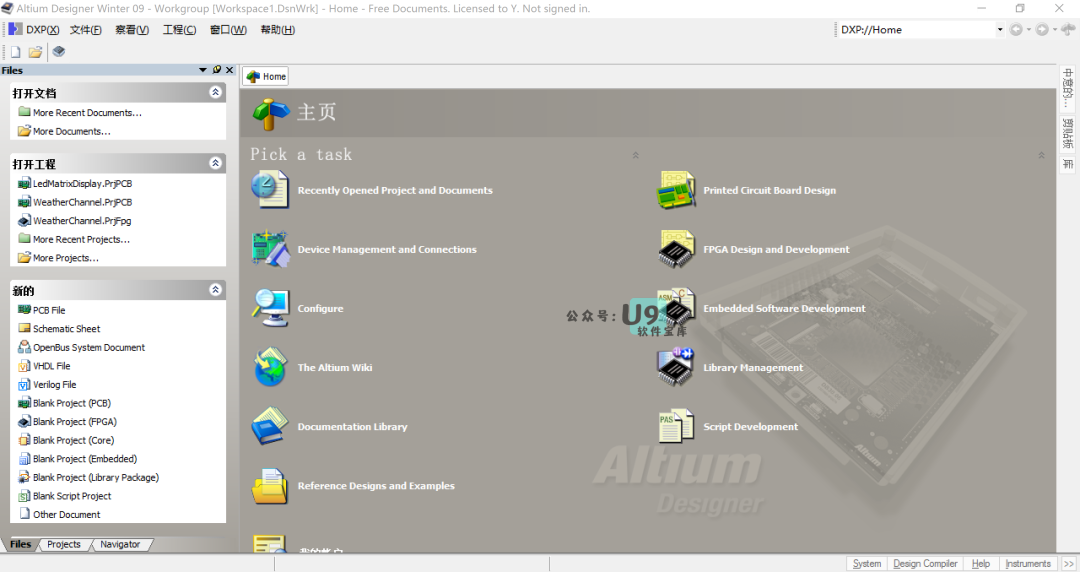 Altium Designer Winter 09 - Workgroup [Workspace1.DsnWrk] - Home - Free Documents. Licensed to Y. Not signed in.
DXP(X) 文件(F) 察看(V) 工程(C) 窗口(W) 帮助(H)
DXP://Home
Files
Home
打开文档
More Recent Documents...
More Documents...
打开工程
LedMatrixDisplay.PrjPCB
WeatherChannel.PrjPCB
WeatherChannel.PrjFpg
More Recent Projects...
More Projects...
新的
PCB File
Schematic Sheet
OpenBus System Document
VHDL File
Verilog File
Blank Project (PCB)
Blank Project (FPGA)
Blank Project (Core)
Blank Project (Embedded)
Blank Project (Library Package)
Blank Script Project
Other Document
Files Projects Navigator
主页
Pick a task
Recently Opened Project and Documents
Device Management and Connections
Configure
The Altium Wiki
Documentation Library
Reference Designs and Examples
我的帐户
Printed Circuit Board Design
FPGA Design and Development
ASM C
Embedded Software Development
Library Management
PAS
Script Development
公众号: U9
软件宝库
Altium
Altium
Designer
中意的...
剪贴板
库
System Design Compiler Help Instruments >>